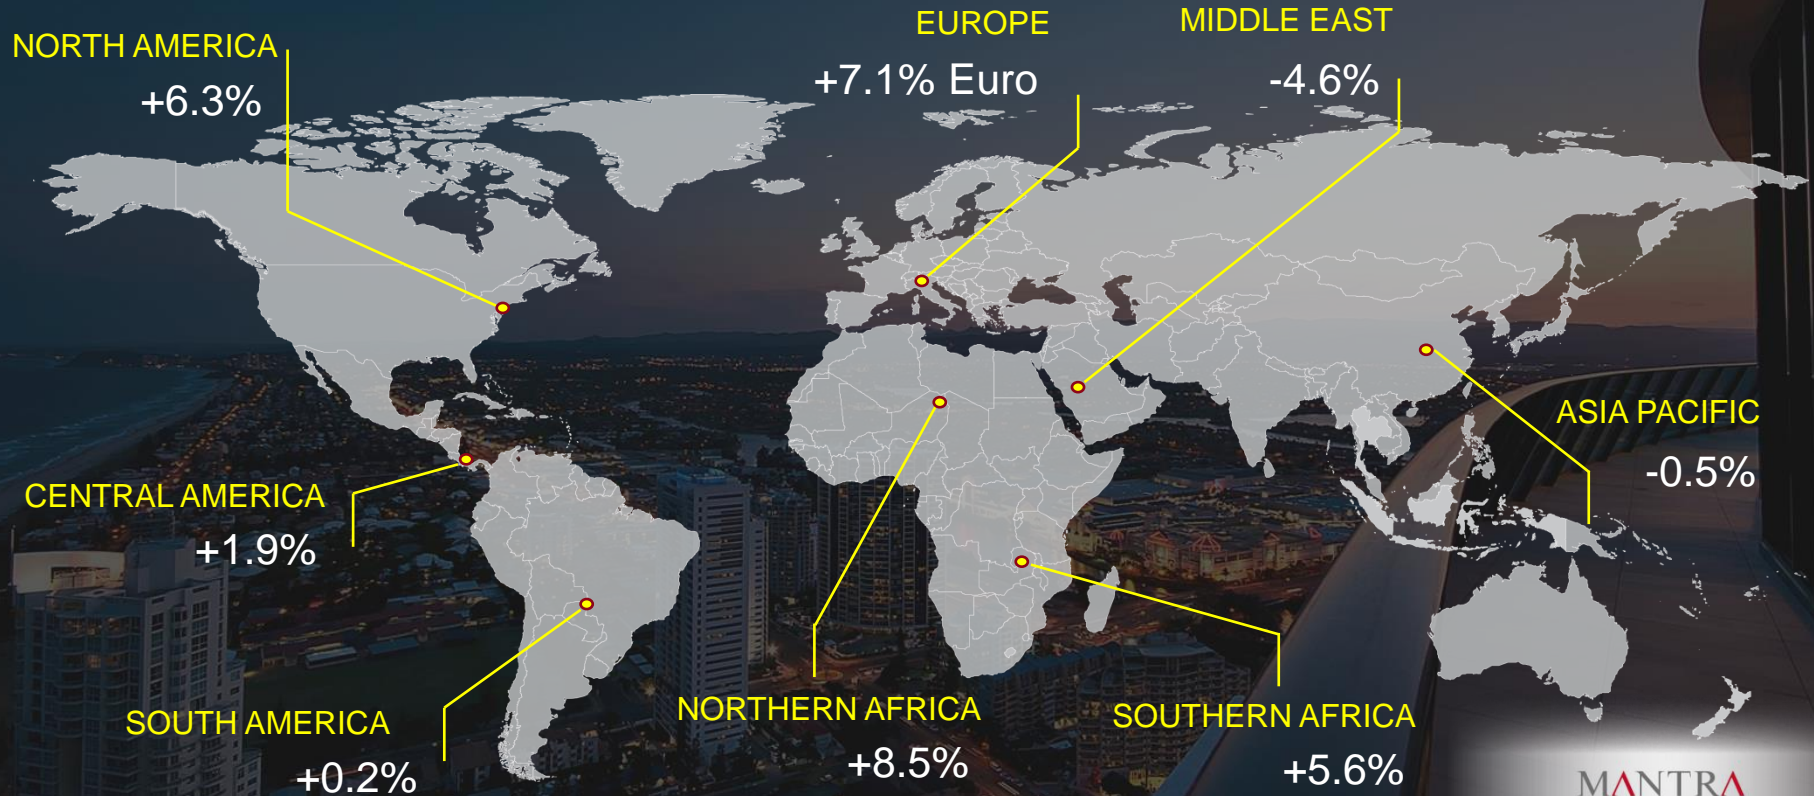 NORTH AMERICA
+6.3%
EUROPE
+7.1% Euro
MIDDLE EAST
-4.6%
ASIA PACIFIC
-0.5%
CENTRAL AMERICA
+1.9%
SOUTH AMERICA
+0.2%
NORTHERN AFRICA
+8.5%
SOUTHERN AFRICA
+5.6%
MANTRA